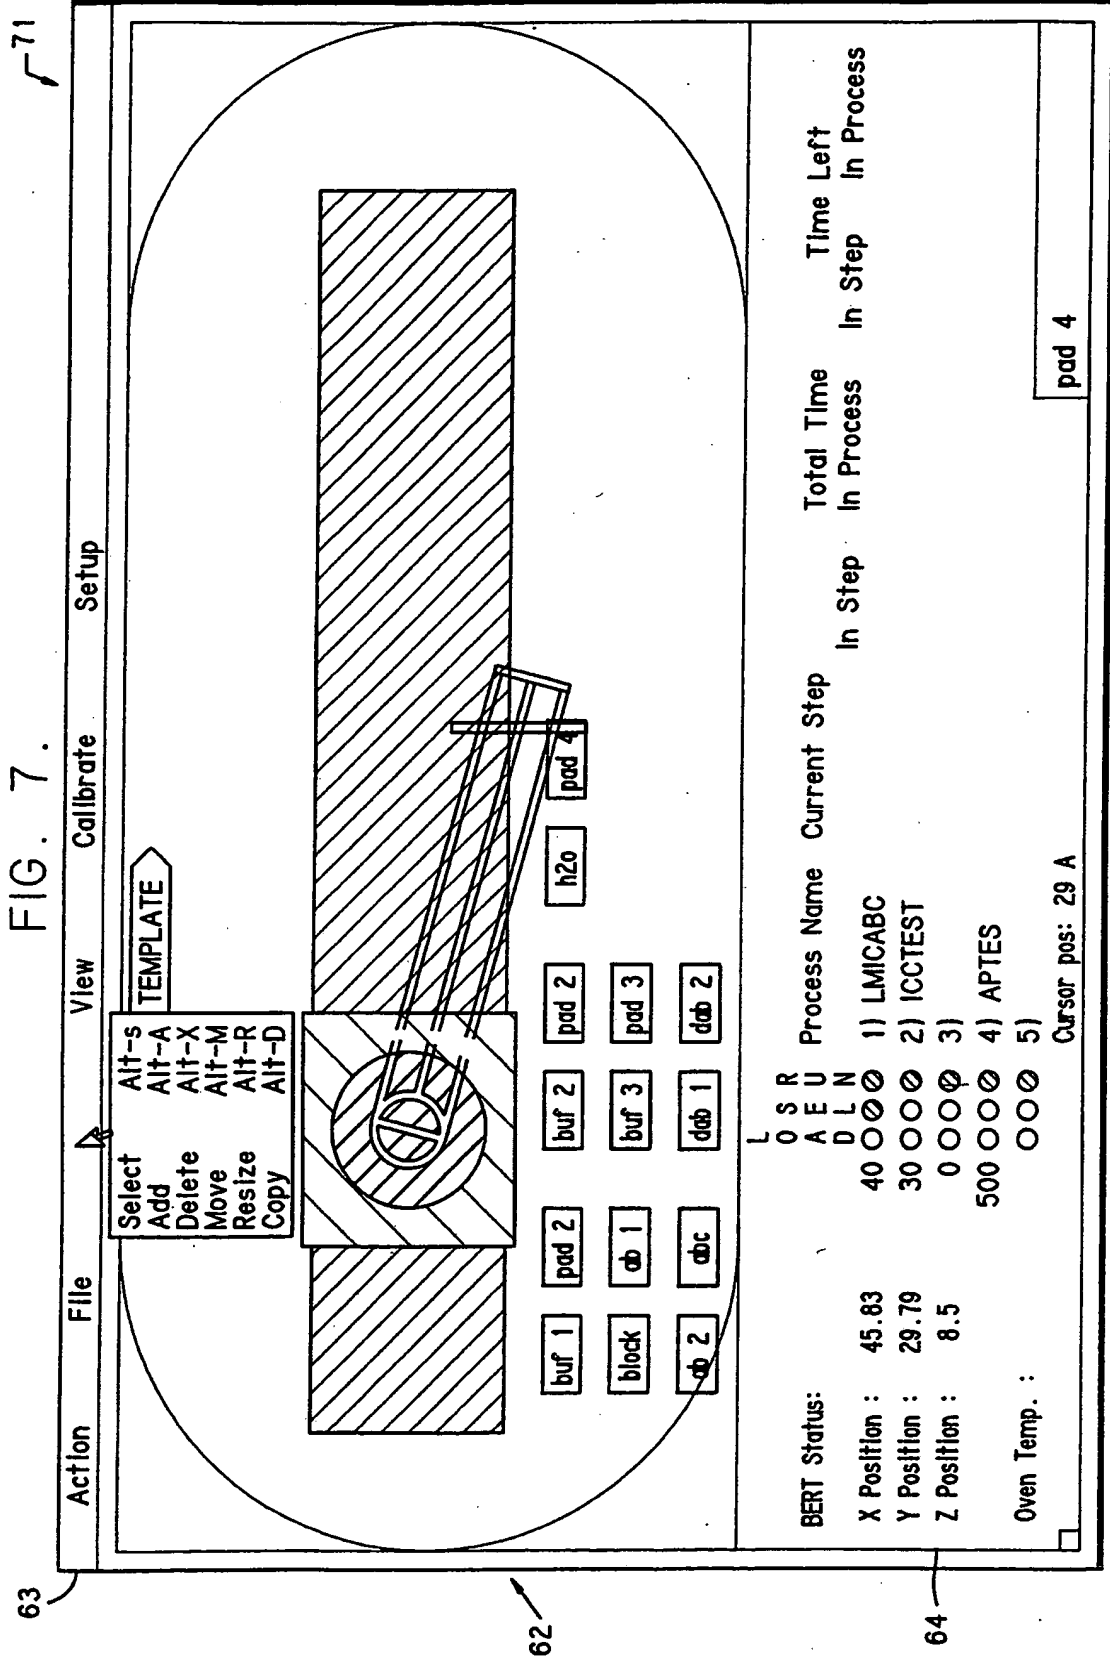 FIG. 7.
71
63
Action File View Calibrate Setup
Select Alt-s
Add Alt-A
Delete Alt-X
Move Alt-M
Resize Alt-R
Copy Alt-D
TEMPLATE
62
buf 1 pad 2 buf 2 pad 2 h2o pad 4
block ab 1 buf 3 pad 3
ab 2 abc dab 1 dab 2
64
BERT Status:
X Position : 45.83
Y Position : 29.79
Z Position : 8.5
Oven Temp. :
L
O S R
A E U
D L N
Process Name Current Step Total Time Time Left
In Step In Process In Step In Process
40 1) LMICABC
30 2) ICCTEST
0 3)
500 4) APTES
5)
Cursor pos: 29 A
pad 4